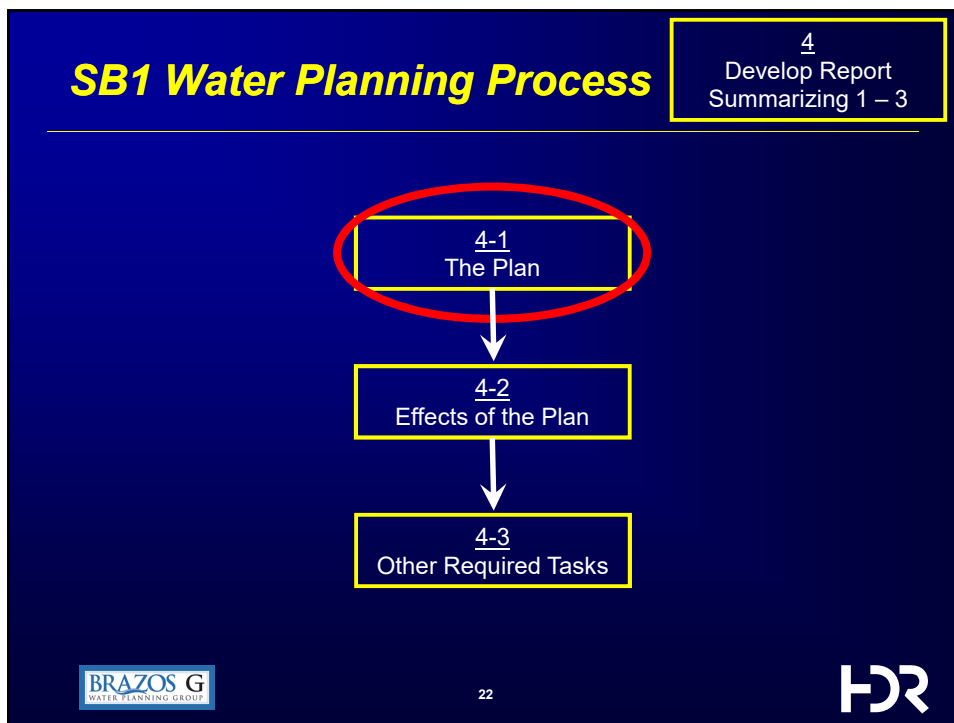 SB1 Water Planning Process
4
Develop Report
Summarizing 1 – 3
4-1
The Plan
4-2
Effects of the Plan
4-3
Other Required Tasks
BRAZOS G
WATER PLANNING GROUP
22
HDR